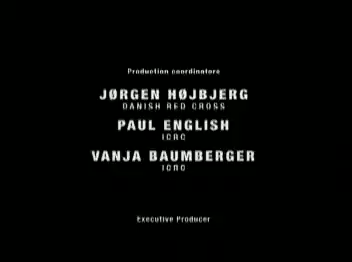 Production coordinators
JØRGEN HØJBJERG
DANISH RED CROSS
PAUL ENGLISH
ICRC
VANJA BAUMBERGER
ICRC
Executive Producer